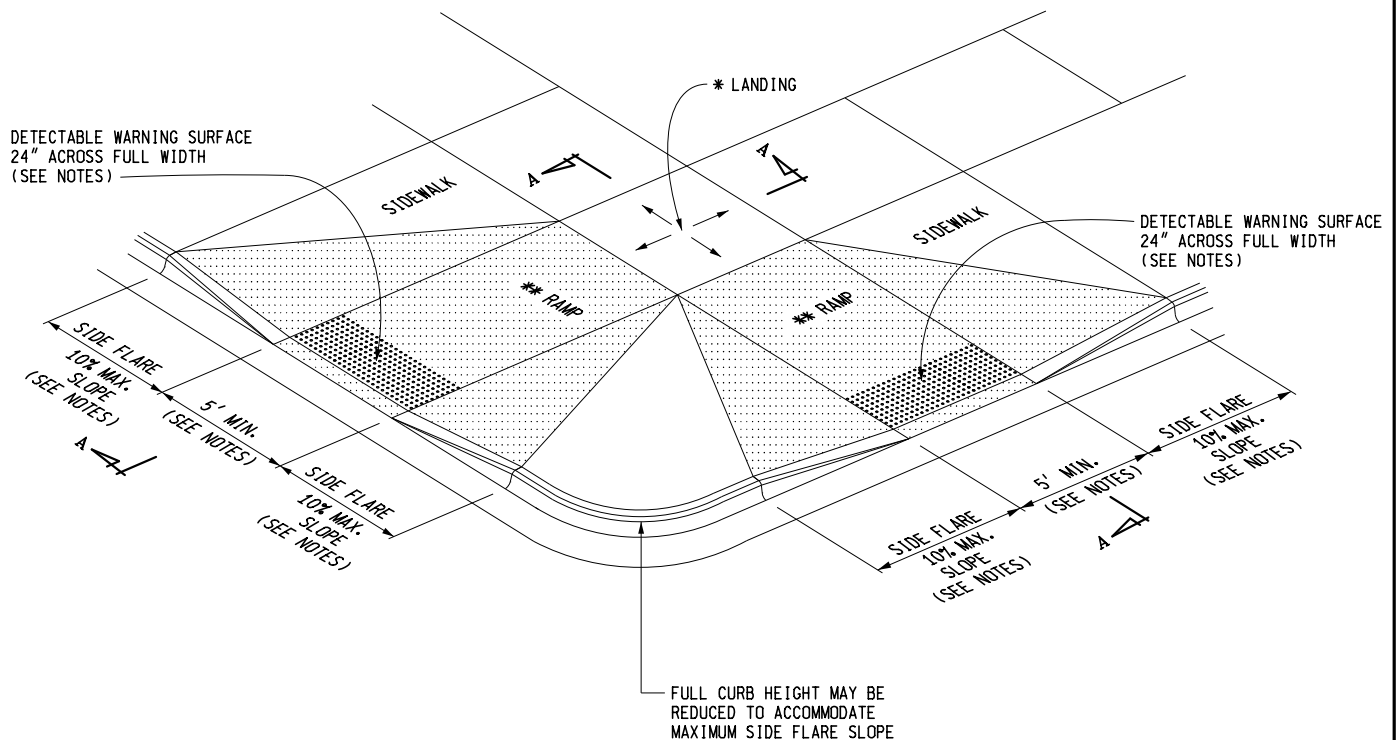 * LANDING
DETECTABLE WARNING SURFACE
24" ACROSS FULL WIDTH
(SEE NOTES)
A
A
SIDEWALK
SIDEWALK
DETECTABLE WARNING SURFACE
24" ACROSS FULL WIDTH
(SEE NOTES)
** RAMP
** RAMP
SIDE FLARE
10% MAX.
SLOPE
(SEE NOTES)
5' MIN.
(SEE NOTES)
A
SIDE FLARE
10% MAX.
SLOPE
(SEE NOTES)
SIDE FLARE
10% MAX.
SLOPE
(SEE NOTES)
5' MIN.
(SEE NOTES)
A
SIDE FLARE
10% MAX.
SLOPE
(SEE NOTES)
FULL CURB HEIGHT MAY BE
REDUCED TO ACCOMMODATE
MAXIMUM SIDE FLARE SLOPE